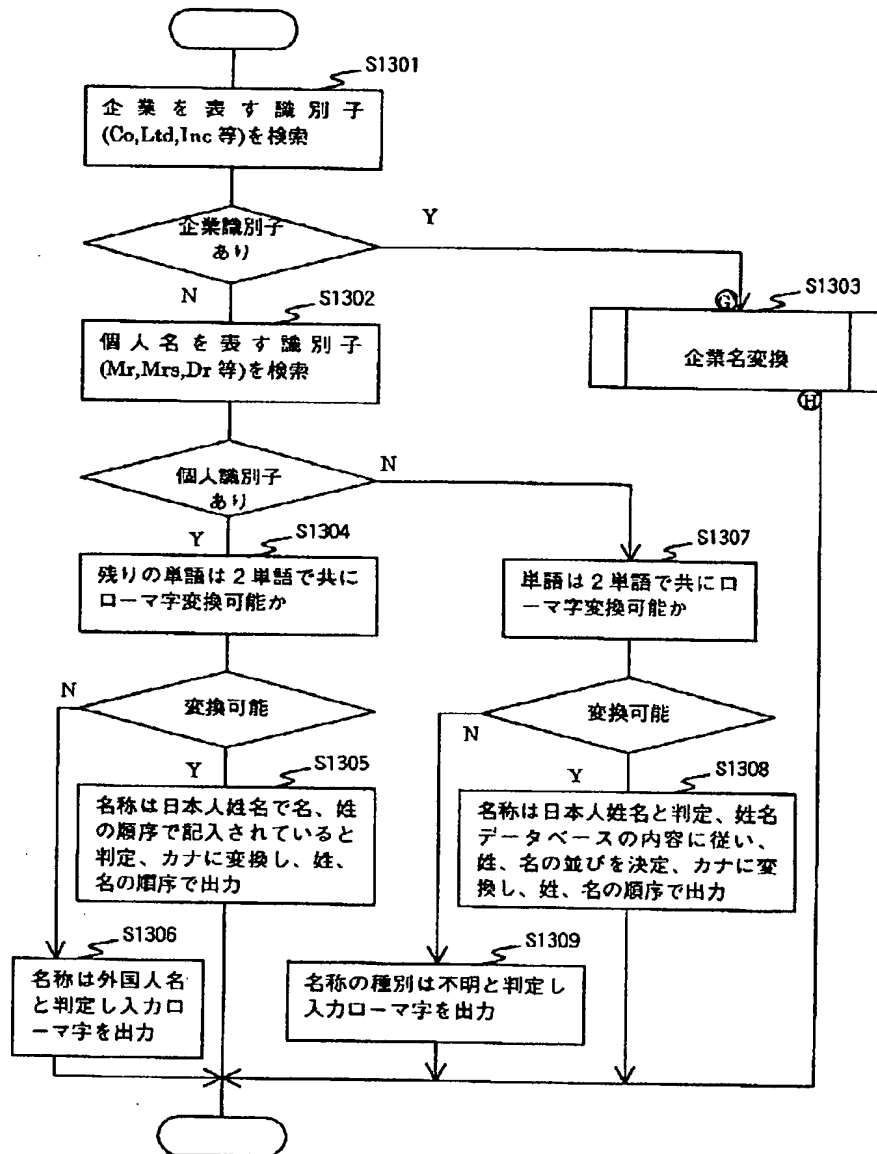 S1301
企業を表す識別子
(Co,Ltd,Inc 等)を検索
企業識別子
あり
Y
N
S1302
S1303
G
企業名変換
H
個人名を表す識別子
(Mr,Mrs,Dr 等)を検索
個人識別子
あり
N
Y
S1304
残りの単語は2単語で共に
ローマ字変換可能か
S1307
単語は2単語で共にロ
ーマ字変換可能か
N
変換可能
Y
変換可能
N
Y
S1305
名称は日本人姓名で名、姓
の順序で記入されていると
判定、カナに変換し、姓、
名の順序で出力
S1308
名称は日本人姓名と判定、姓名
データベースの内容に従い、
姓、名の並びを決定、カナに変
換し、姓、名の順序で出力
S1306
名称は外国人名
と判定し入力ロ
ーマ字を出力
S1309
名称の種別は不明と判定し
入力ローマ字を出力